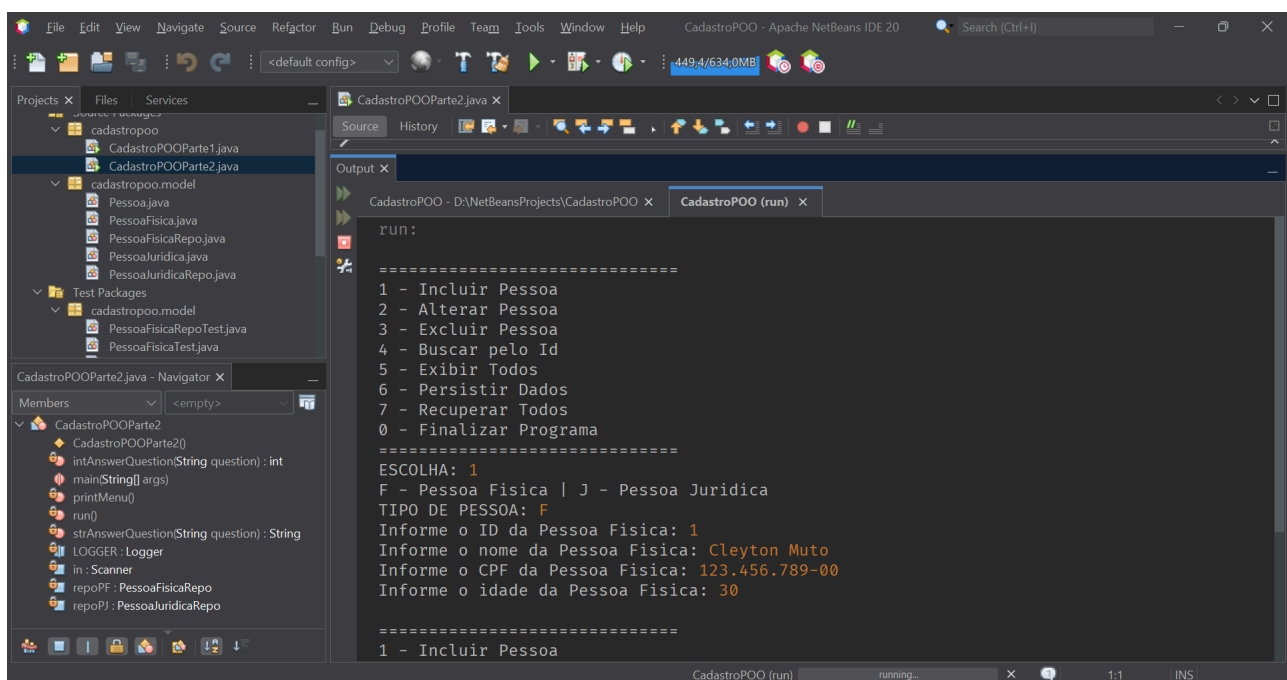 File Edit View Navigate Source Refactor Run Debug Profile Team Tools Window Help CadastroPOO - Apache NetBeans IDE 20 Search (Ctrl+I)
<default config> 449,4/634,0MB
Projects Files Services
Source Packages
cadastropoo
CadastroPOOParte1.java
CadastroPOOParte2.java
cadastropoo.model
Pessoa.java
PessoaFisica.java
PessoaFisicaRepo.java
PessoaJuridica.java
PessoaJuridicaRepo.java
Test Packages
cadastropoo.model
PessoaFisicaRepoTest.java
PessoaFisicaTest.java
CadastroPOOParte2.java - Navigator
Members <empty>
CadastroPOOParte2
CadastroPOOParte2()
intAnswerQuestion(String question) : int
main(String[] args)
printMenu()
run()
strAnswerQuestion(String question) : String
LOGGER : Logger
in : Scanner
repoPF : PessoaFisicaRepo
repoPJ : PessoaJuridicaRepo
CadastroPOOParte2.java
Source History
Output
CadastroPOO - D:\NetBeansProjects\CadastroPOO CadastroPOO (run)
run:
==============================
1 - Incluir Pessoa
2 - Alterar Pessoa
3 - Excluir Pessoa
4 - Buscar pelo Id
5 - Exibir Todos
6 - Persistir Dados
7 - Recuperar Todos
0 - Finalizar Programa
==============================
ESCOLHA: 1
F - Pessoa Fisica | J - Pessoa Juridica
TIPO DE PESSOA: F
Informe o ID da Pessoa Fisica: 1
Informe o nome da Pessoa Fisica: Cleyton Muto
Informe o CPF da Pessoa Fisica: 123.456.789-00
Informe o idade da Pessoa Fisica: 30
==============================
1 - Incluir Pessoa
CadastroPOO (run) running... 1:1 INS